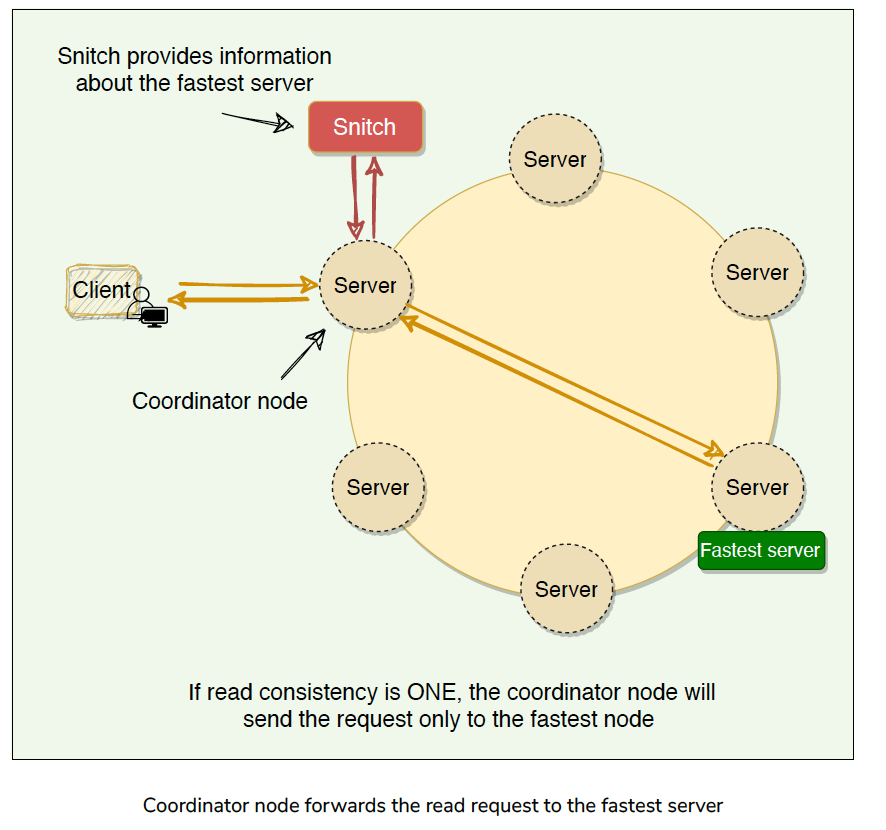 Snitch provides information
about the fastest server
Snitch
Server
Server
Client
Server
Coordinator node
Server
Server
Fastest server
Server
If read consistency is ONE, the coordinator node will
send the request only to the fastest node
Coordinator node forwards the read request to the fastest server